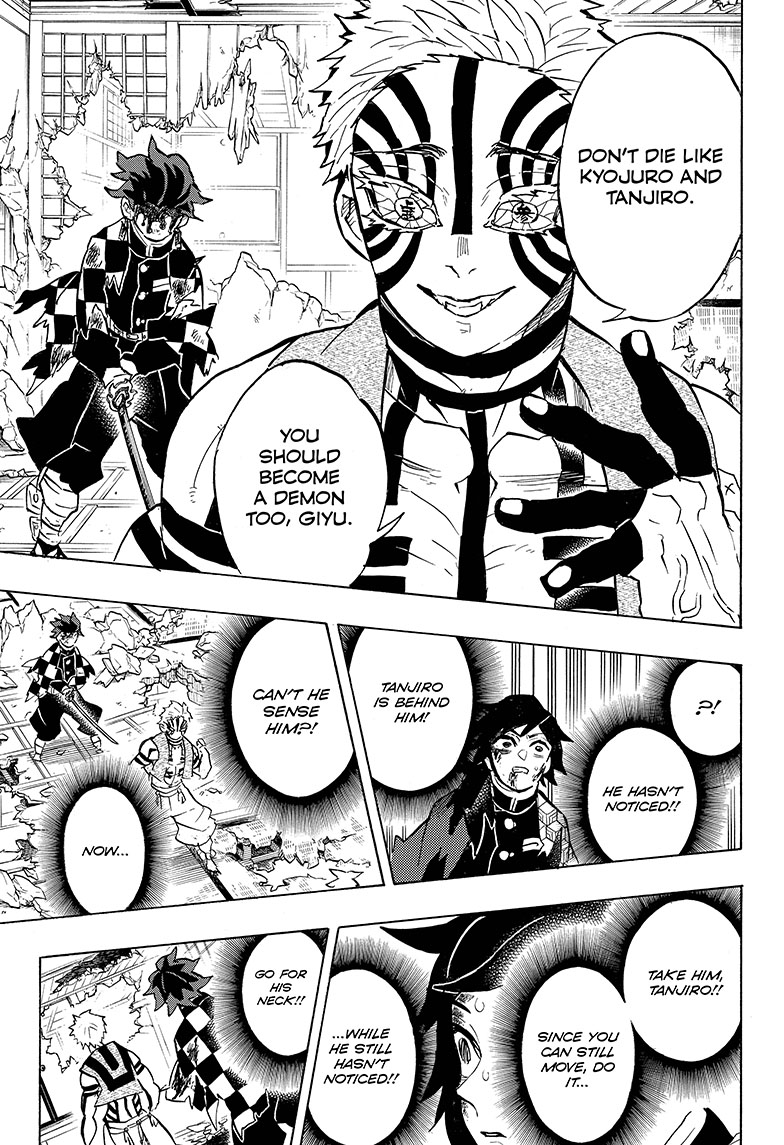 DON'T DIE LIKE
KYOJURO AND
TANJIRO.
YOU
SHOULD
BECOME
A DEMON
TOO, GIYU.
?!
HE HASN'T
NOTICED!!
TANJIRO
IS BEHIND
HIM!
CAN'T HE
SENSE
HIM?!
NOW...
TAKE HIM,
TANJIRO!!
SINCE YOU
CAN STILL
MOVE, DO
IT...
...WHILE
HE STILL
HASN'T
NOTICED!!
GO FOR
HIS
NECK!!